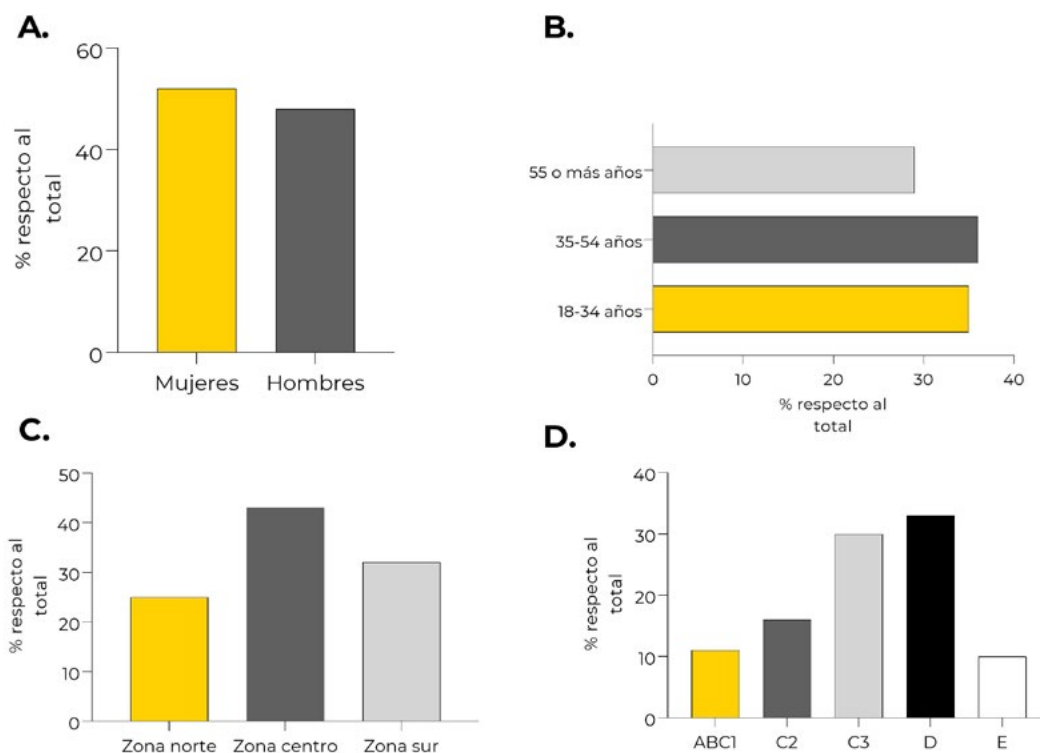 A.
% respecto al
total
60
40
20
0
Mujeres
Hombres
B.
55 o más años
35-54 años
18-34 años
0
10
20
30
40
% respecto al
total
C.
% respecto al
total
50
40
30
20
10
0
Zona norte
Zona centro
Zona sur
D.
% respecto al
total
40
30
20
10
0
ABC1
C2
C3
D
E